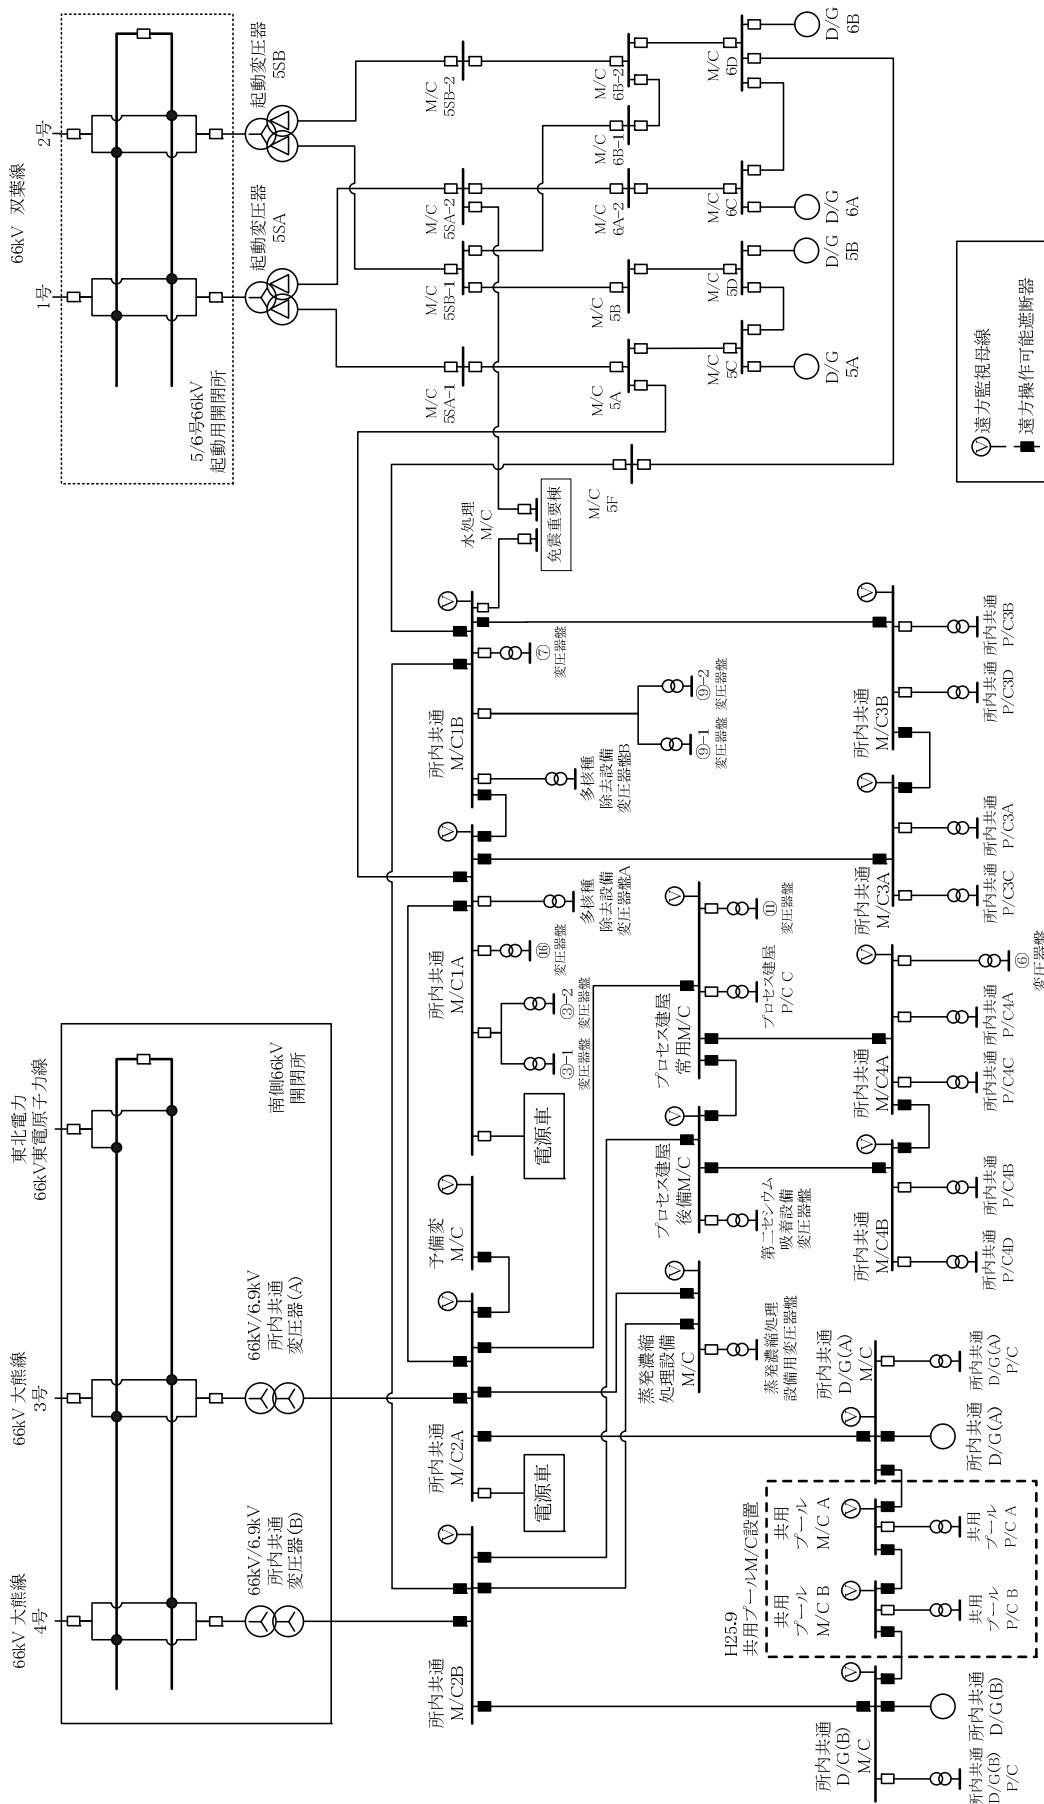 東北電力
66kV東電原子力線
66kV 大熊線
3号
66kV 大熊線
4号
南側66kV
開閉所
66kV/6.9kV
所内共通
変圧器(A)
66kV/6.9kV
所内共通
変圧器(B)
66kV 双葉線
1号
2号
5/6号66kV
起動用開閉所
起動変圧器
5SA
起動変圧器
5SB
M/C
5SA-1
M/C
5SB-1
M/C
5SA-2
M/C
5SB-2
M/C
5A
M/C
5B
M/C
6A-2
M/C
6B-1
M/C
6B-2
M/C
5C
M/C
5D
M/C
6C
M/C
6D
D/G
5A
D/G
5B
D/G
6A
D/G
6B
M/C
5F
水処理
M/C
免震重要棟
V
遠方監視母線
遠方操作可能遮断器
所内共通
M/C2B
所内共通
M/C2A
予備変
M/C
所内共通
M/C1A
所内共通
M/C1B
V
V
V
V
電源車
電源車
③-1
変圧器盤
③-2
変圧器盤
⑯
変圧器盤
多核種
除去設備
変圧器盤A
多核種
除去設備
変圧器盤B
⑨-1
変圧器盤
⑨-2
変圧器盤
⑦
変圧器盤
蒸発濃縮
処理設備
M/C
V
蒸発濃縮処理
設備用変圧器盤
プロセス建屋
後備M/C
V
第二セシウム
吸着設備
変圧器盤
プロセス建屋
常用M/C
V
プロセス建屋
P/C C
⑪
変圧器盤
所内共通
D/G(B)
M/C
V
所内共通
D/G(B)
P/C
所内共通
D/G(B)
H25.9
共用プールM/C設置
共用
プール
M/C B
V
共用
プール
P/C B
共用
プール
M/C A
V
共用
プール
P/C A
所内共通
D/G(A)
M/C
V
所内共通
D/G(A)
所内共通
D/G(A)
P/C
所内共通
M/C4B
V
所内共通
P/C4D
所内共通
P/C4B
所内共通
M/C4A
V
所内共通
P/C4C
所内共通
P/C4A
⑥
変圧器盤
所内共通
M/C3A
V
所内共通
P/C3C
所内共通
P/C3A
所内共通
M/C3B
V
所内共通
P/C3D
所内共通
P/C3B